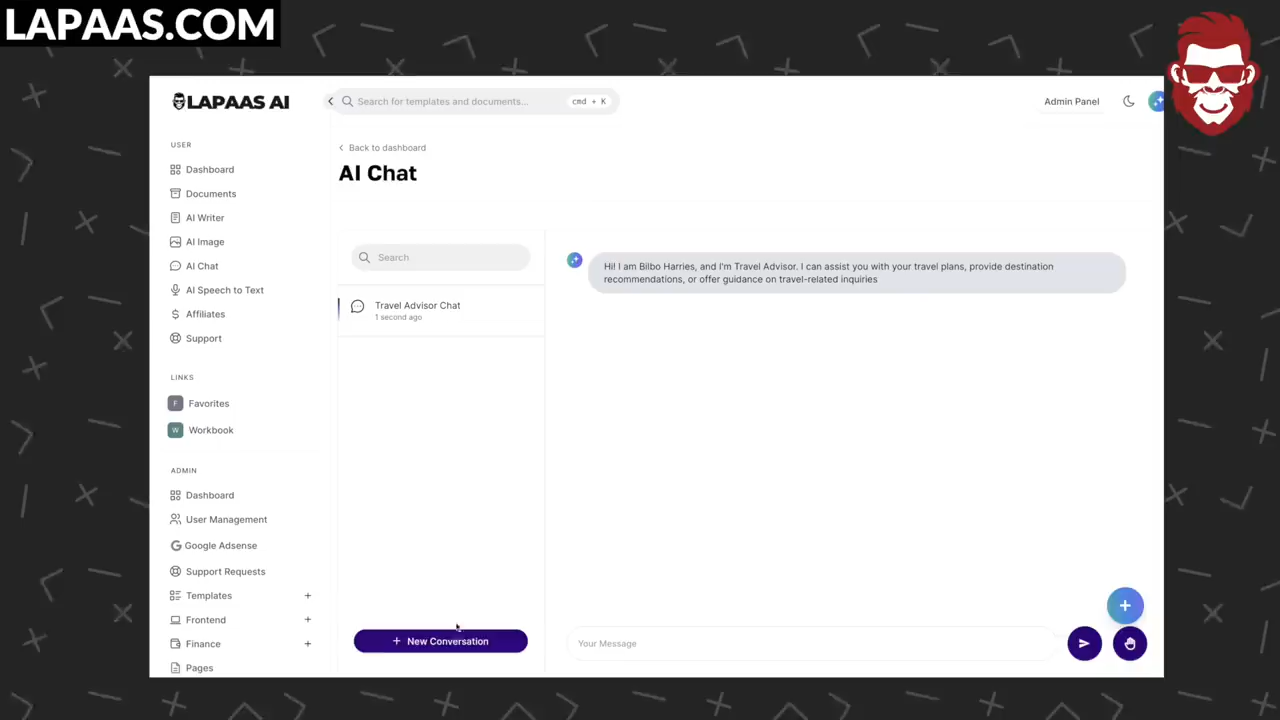 LAPAAS.COM
LAPAAS AI
Search for templates and documents...
cmd + K
Admin Panel
USER
Dashboard
Documents
AI Writer
AI Image
AI Chat
AI Speech to Text
Affiliates
Support
LINKS
F Favorites
W Workbook
ADMIN
Dashboard
User Management
Google Adsense
Support Requests
Templates +
Frontend +
Finance +
Pages
Back to dashboard
AI Chat
Search
Travel Advisor Chat
1 second ago
+ New Conversation
Hi! I am Bilbo Harries, and I'm Travel Advisor. I can assist you with your travel plans, provide destination
recommendations, or offer guidance on travel-related inquiries
+
Your Message